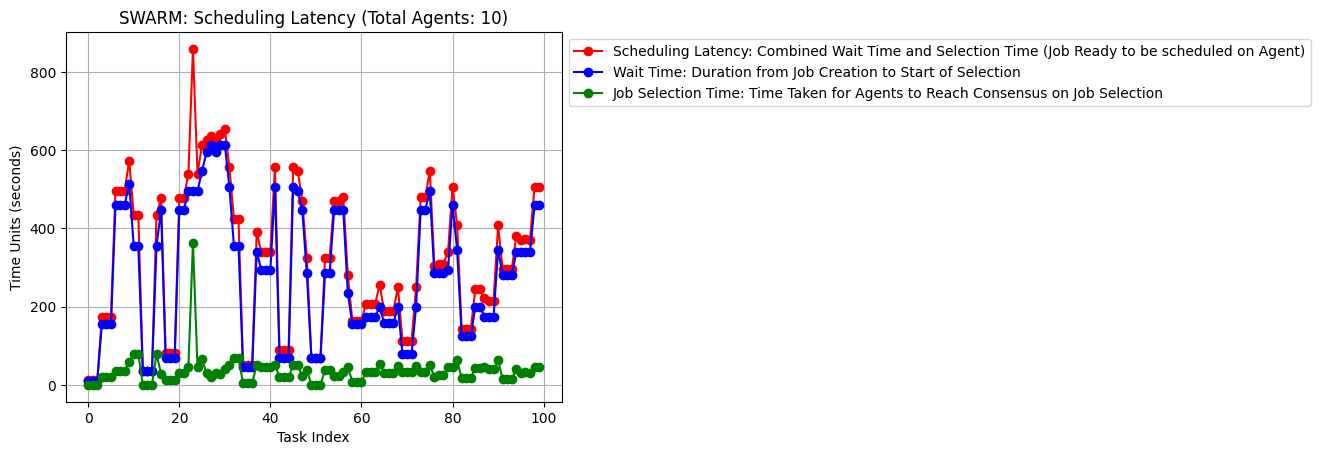 SWARM: Scheduling Latency (Total Agents: 10)
Scheduling Latency: Combined Wait Time and Selection Time (Job Ready to be scheduled on Agent)
Wait Time: Duration from Job Creation to Start of Selection
Job Selection Time: Time Taken for Agents to Reach Consensus on Job Selection
Time Units (seconds)
800
600
400
200
0
0 20 40 60 80 100
Task Index